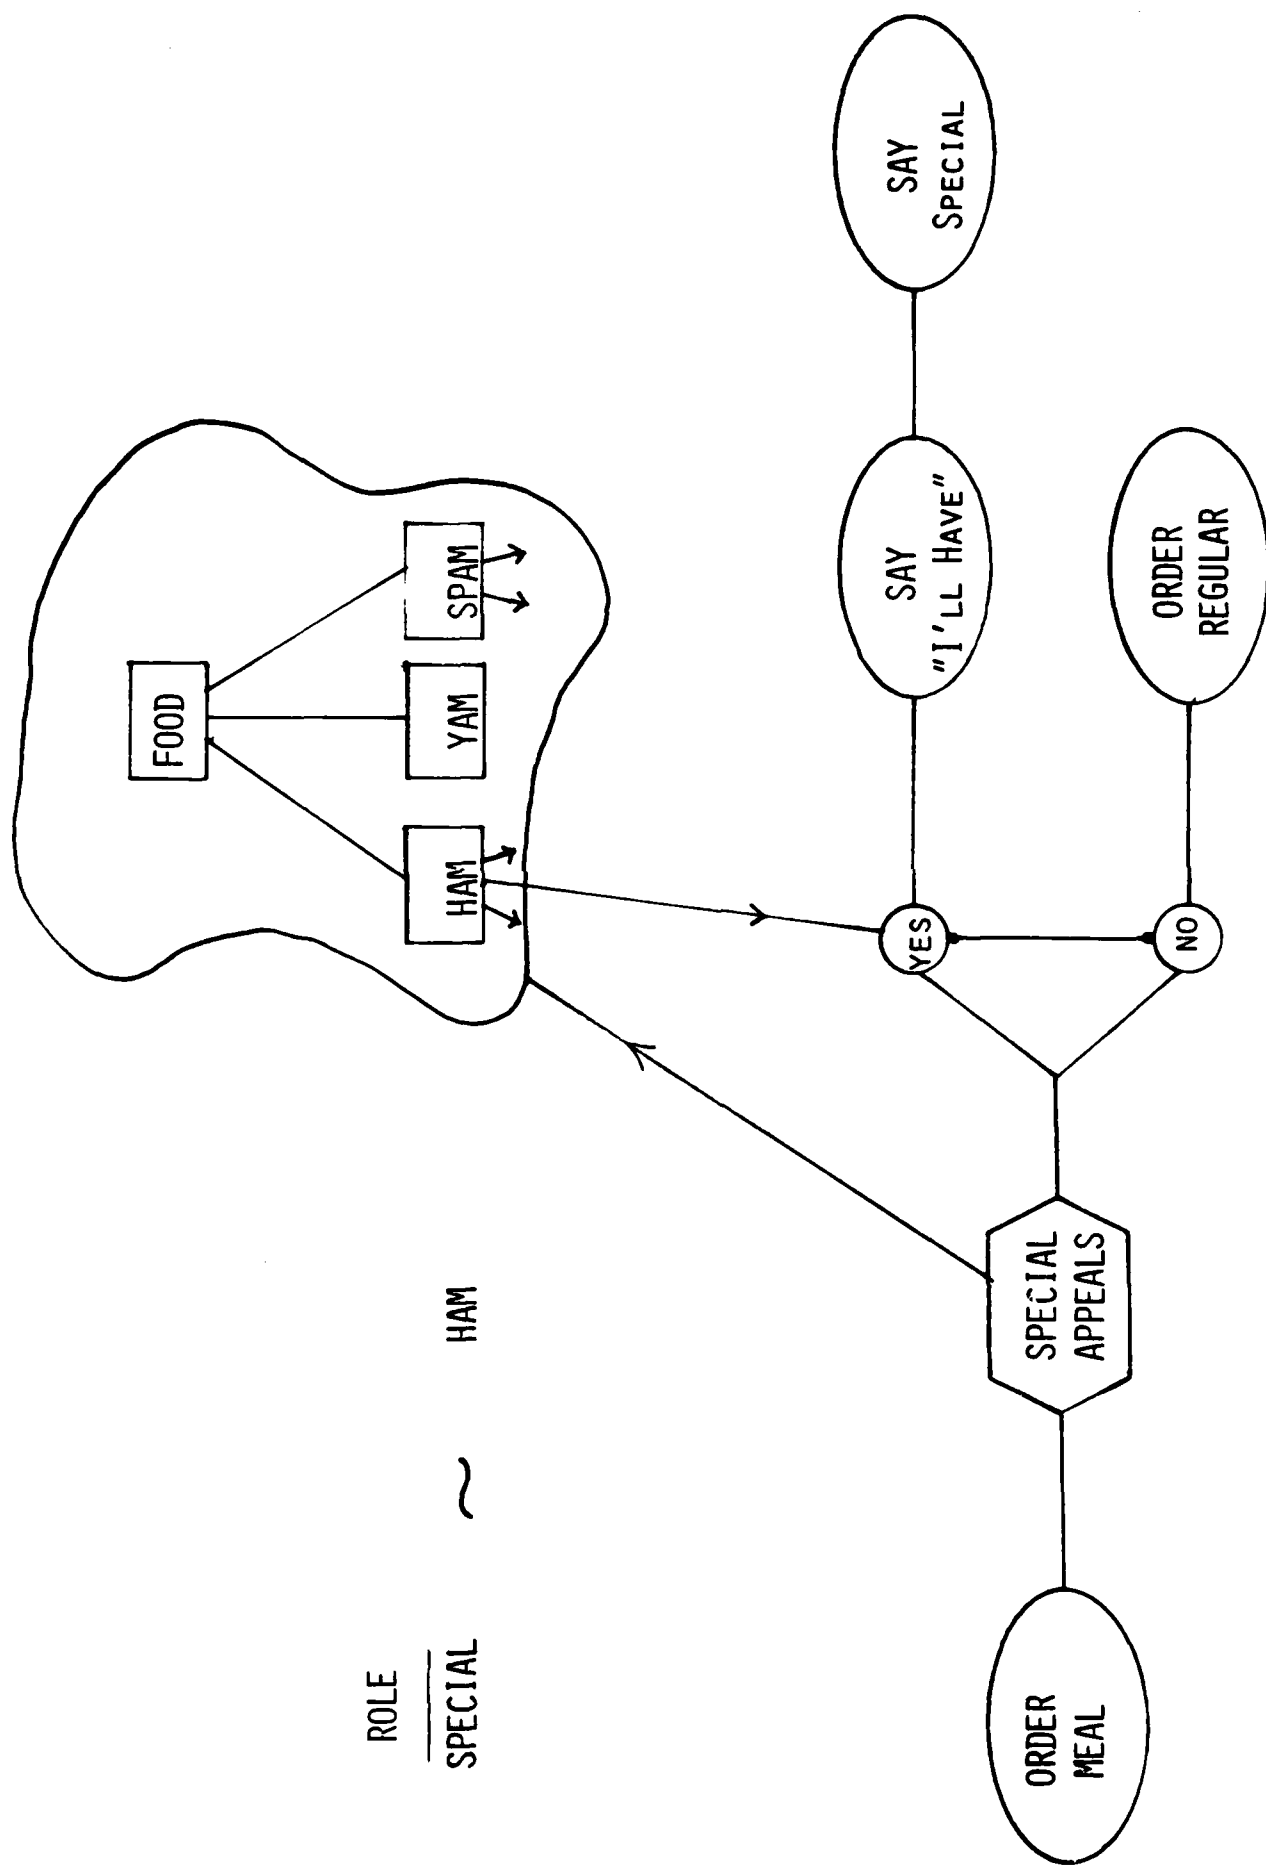 ROLE
SPECIAL
~
HAM
FOOD
HAM
YAM
SPAM
ORDER
MEAL
SPECIAL
APPEALS
YES
NO
SAY
"I'LL HAVE"
SAY
SPECIAL
ORDER
REGULAR